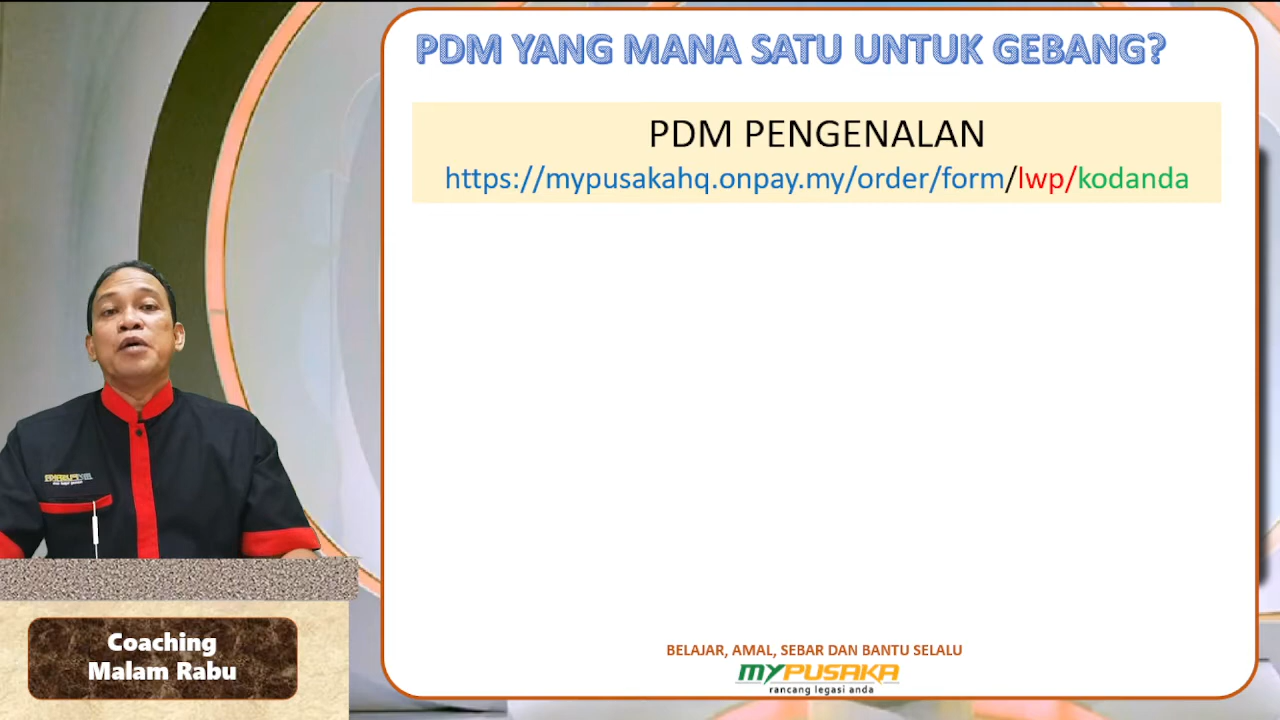 PDM YANG MANA SATU UNTUK GEBANG?
PDM PENGENALAN
https://mypusakahq.onpay.my/order/form/lwp/kodanda
Coaching
Malam Rabu
BELAJAR, AMAL, SEBAR DAN BANTU SELALU
MYPUSAKA
rancang legasi anda